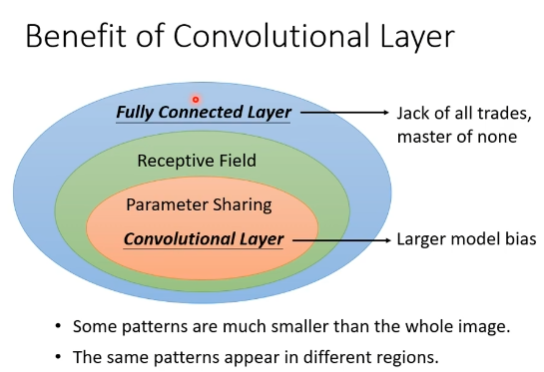 Benefit of Convolutional Layer
Fully Connected Layer
Jack of all trades,
master of none
Receptive Field
Parameter Sharing
Convolutional Layer
Larger model bias
• Some patterns are much smaller than the whole image.
• The same patterns appear in different regions.